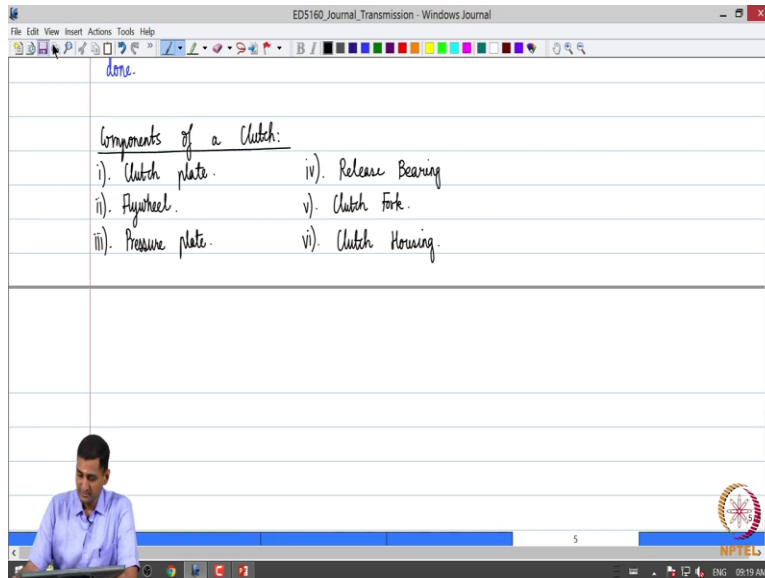 ED5160_Journal_Transmission - Windows Journal
File Edit View Insert Actions Tools Help
B I
done.
Components of a Clutch:
i). Clutch plate.
ii). Flywheel.
iii). Pressure plate.
iv). Release Bearing
v). Clutch Fork.
vi). Clutch Housing.
5
5
NPTEL
ENG 09:19 AM